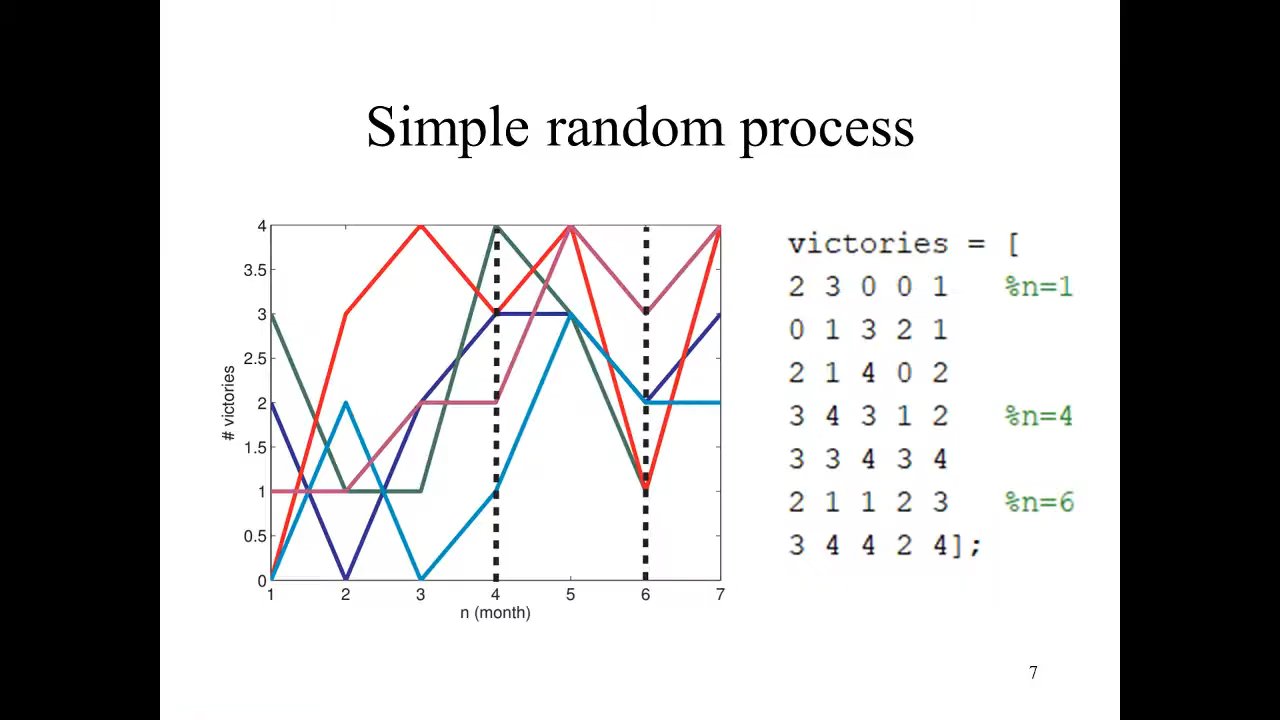 Simple random process
4
3.5
3
2.5
2
1.5
1
0.5
0
# victories
1 2 3 4 5 6 7
n (month)
victories = [
2 3 0 0 1 %n=1
0 1 3 2 1
2 1 4 0 2
3 4 3 1 2 %n=4
3 3 4 3 4
2 1 1 2 3 %n=6
3 4 4 2 4];
7